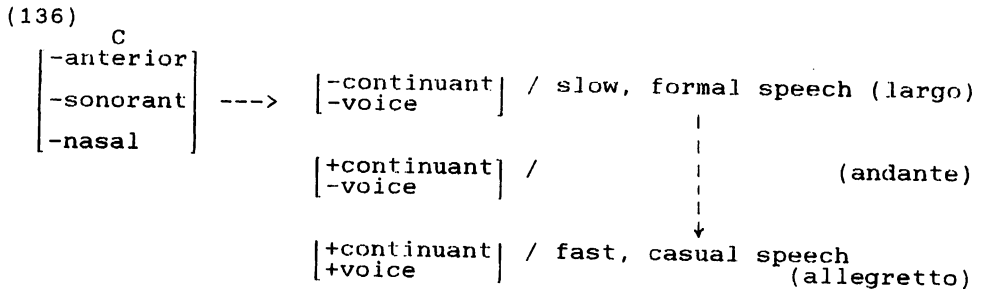 (136)
C
[-anterior]
[-sonorant] ---> [-continuant] / slow, formal speech (largo)
[-nasal] [-voice]
[+continuant] / (andante)
[-voice]
[+continuant] / fast, casual speech
[+voice] (allegretto)